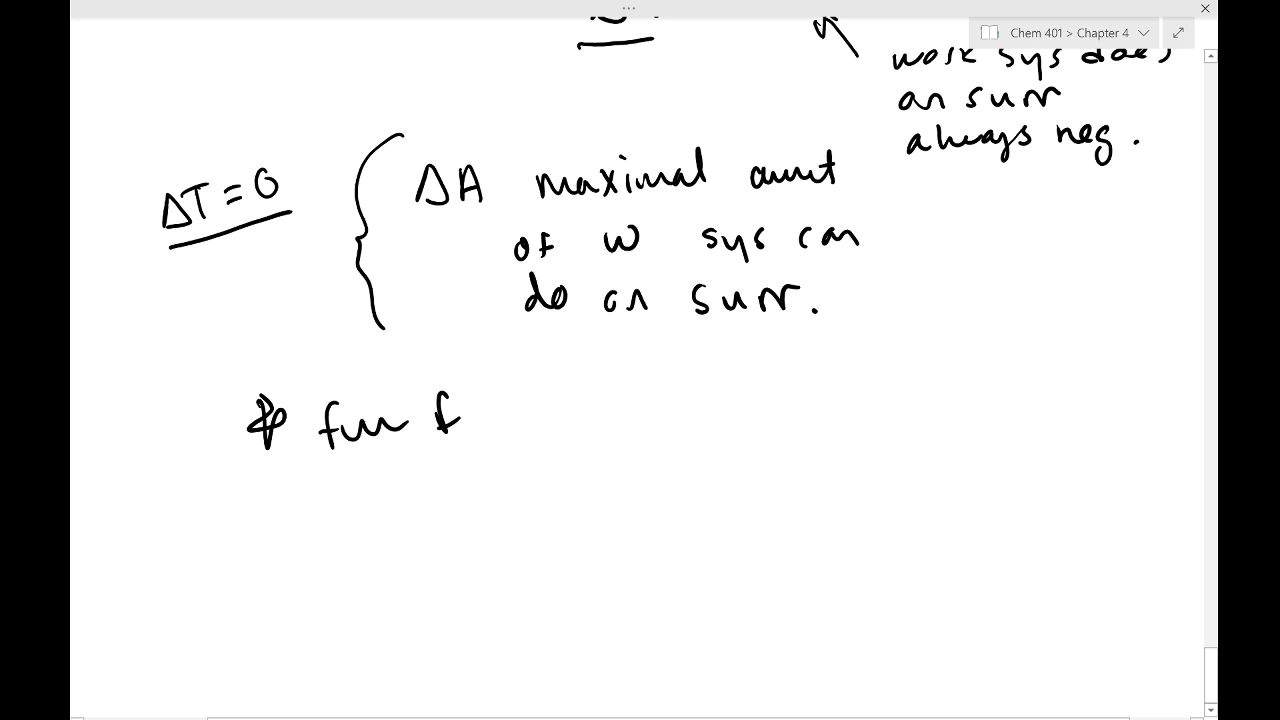 Chem 401 > Chapter 4
work sys does
on surr
always neg.
ΔT = 0
ΔA maximal amnt
of w sys can
do on surr.
* fun f